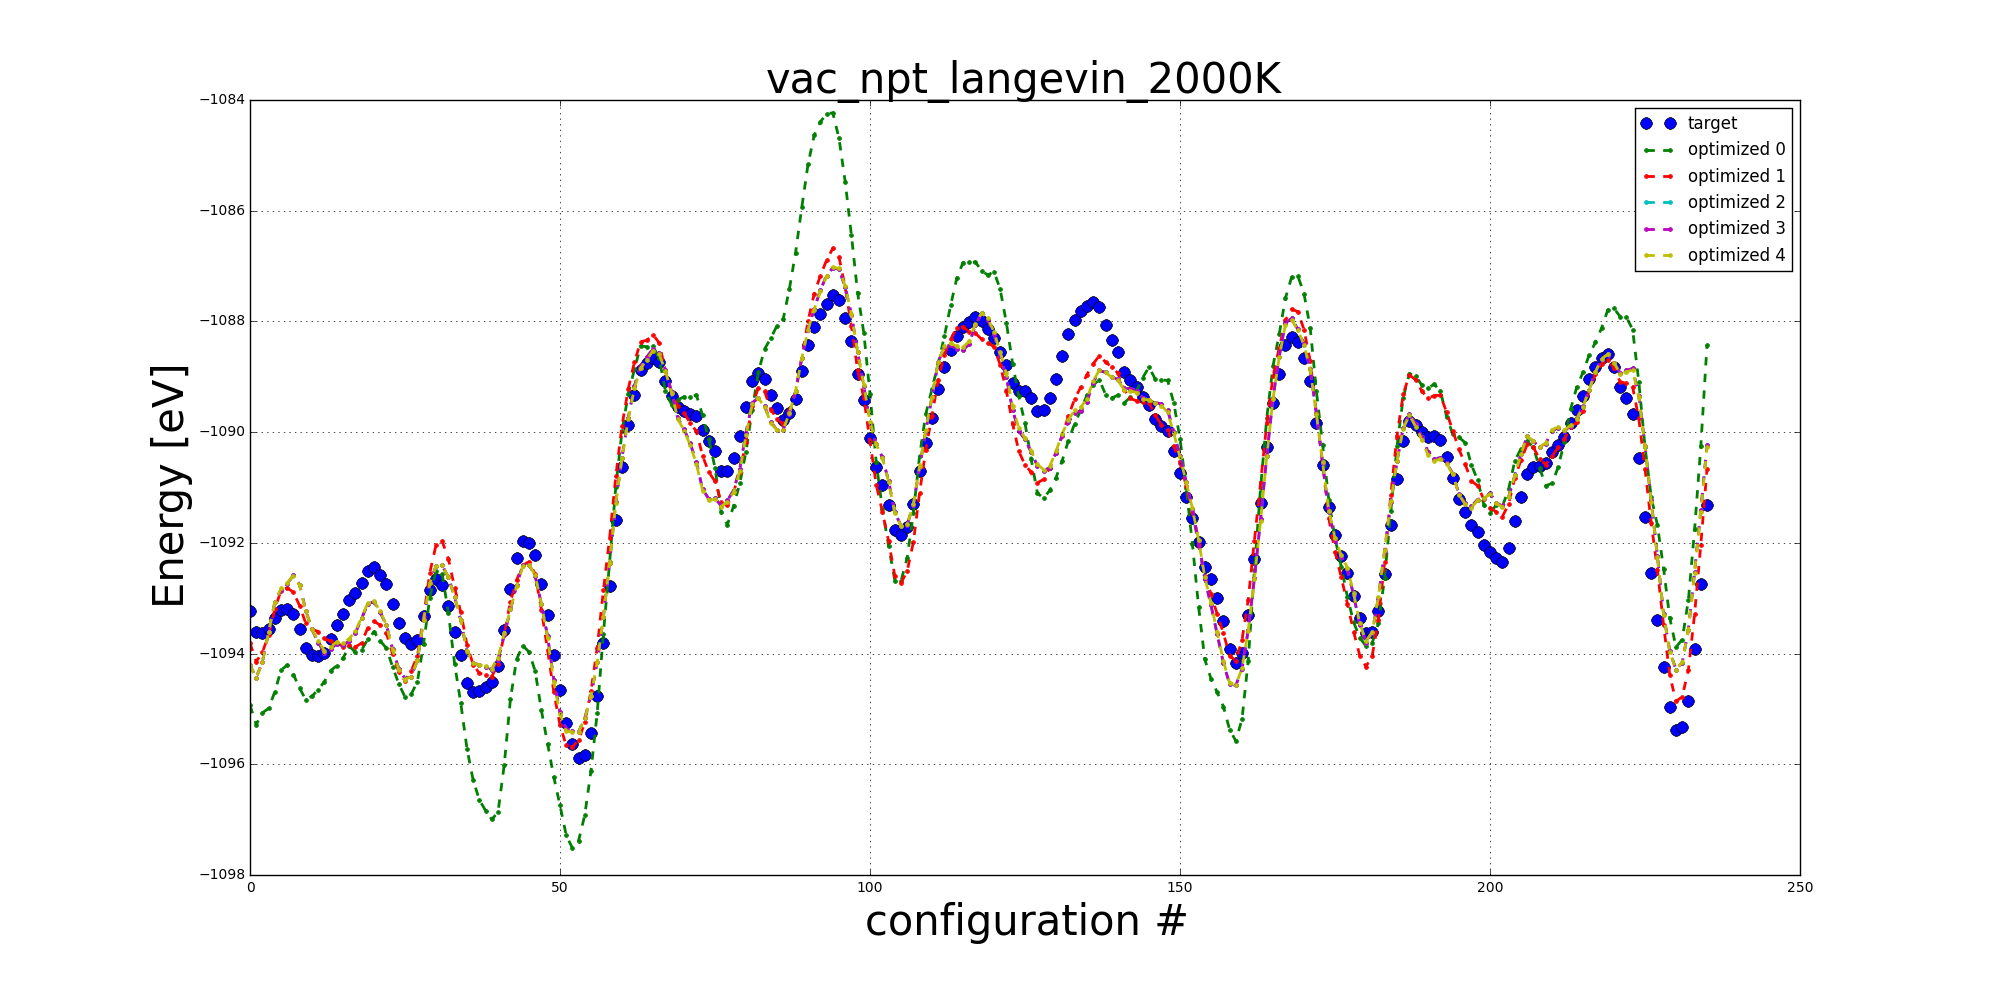 vac_npt_langevin_2000K
−1084
−1086
−1088
−1090
−1092
−1094
−1096
−1098
Energy [eV]
target
optimized 0
optimized 1
optimized 2
optimized 3
optimized 4
0
50
100
150
200
250
configuration #